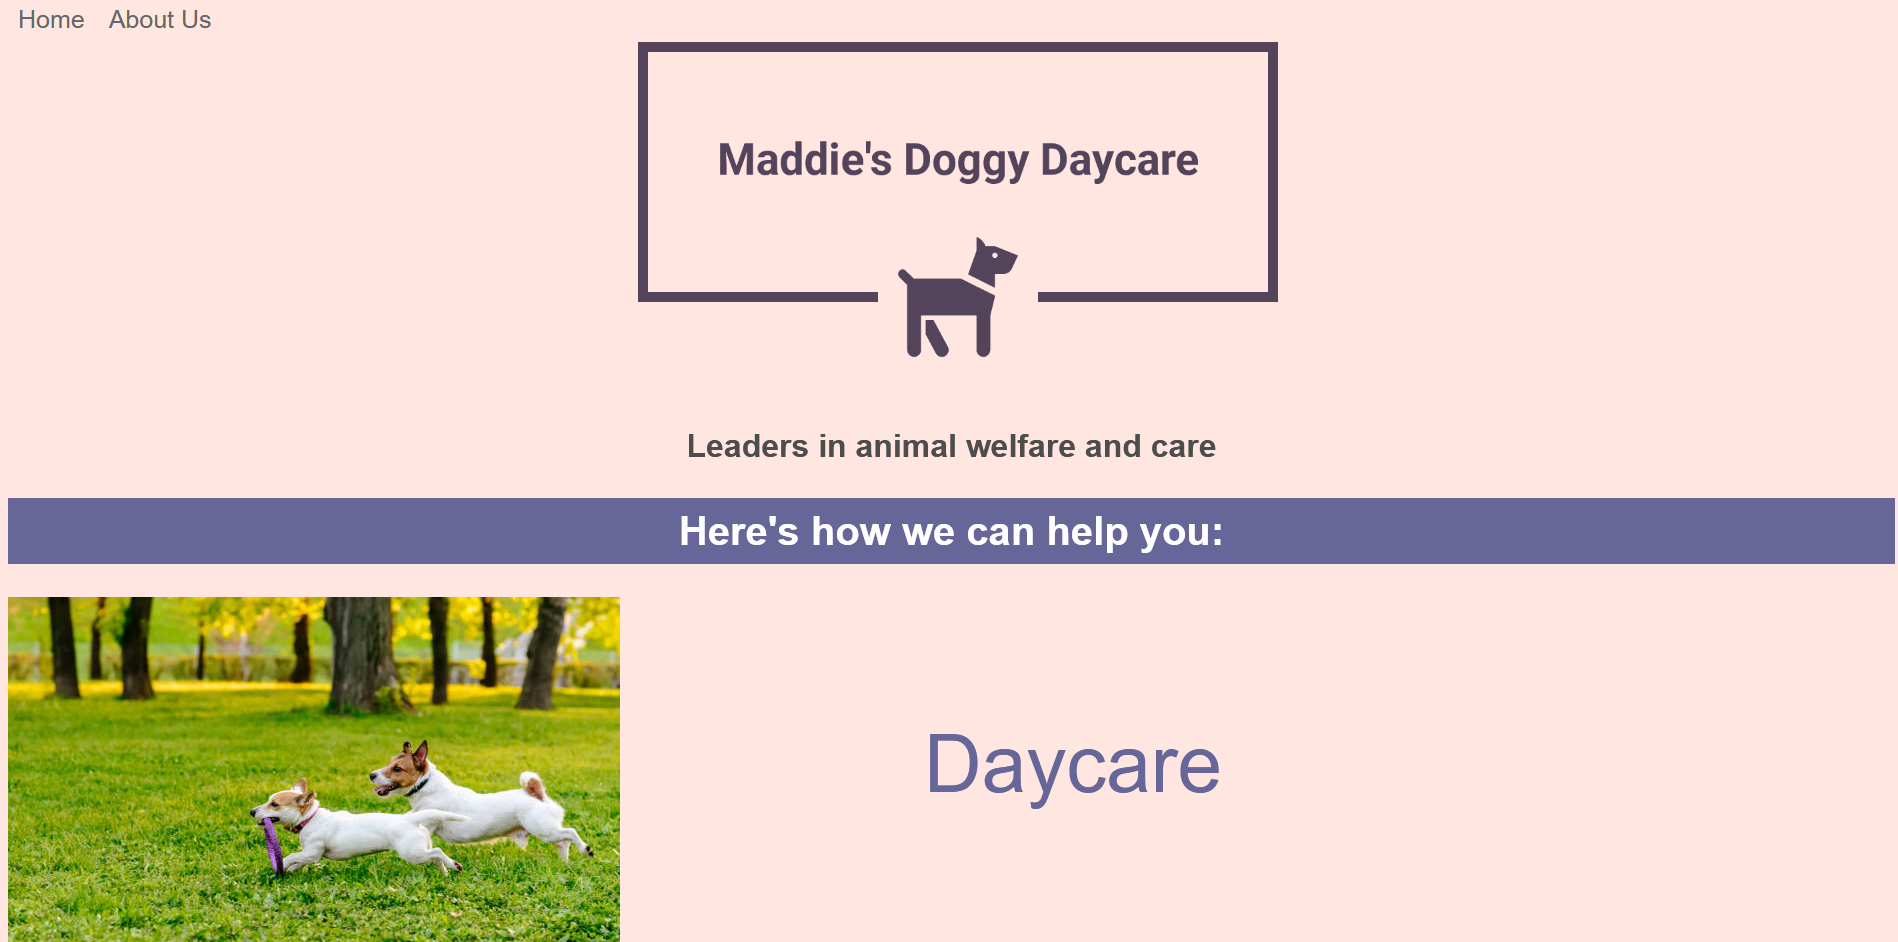 Home About Us
Maddie's Doggy Daycare
Leaders in animal welfare and care
Here's how we can help you:
Daycare